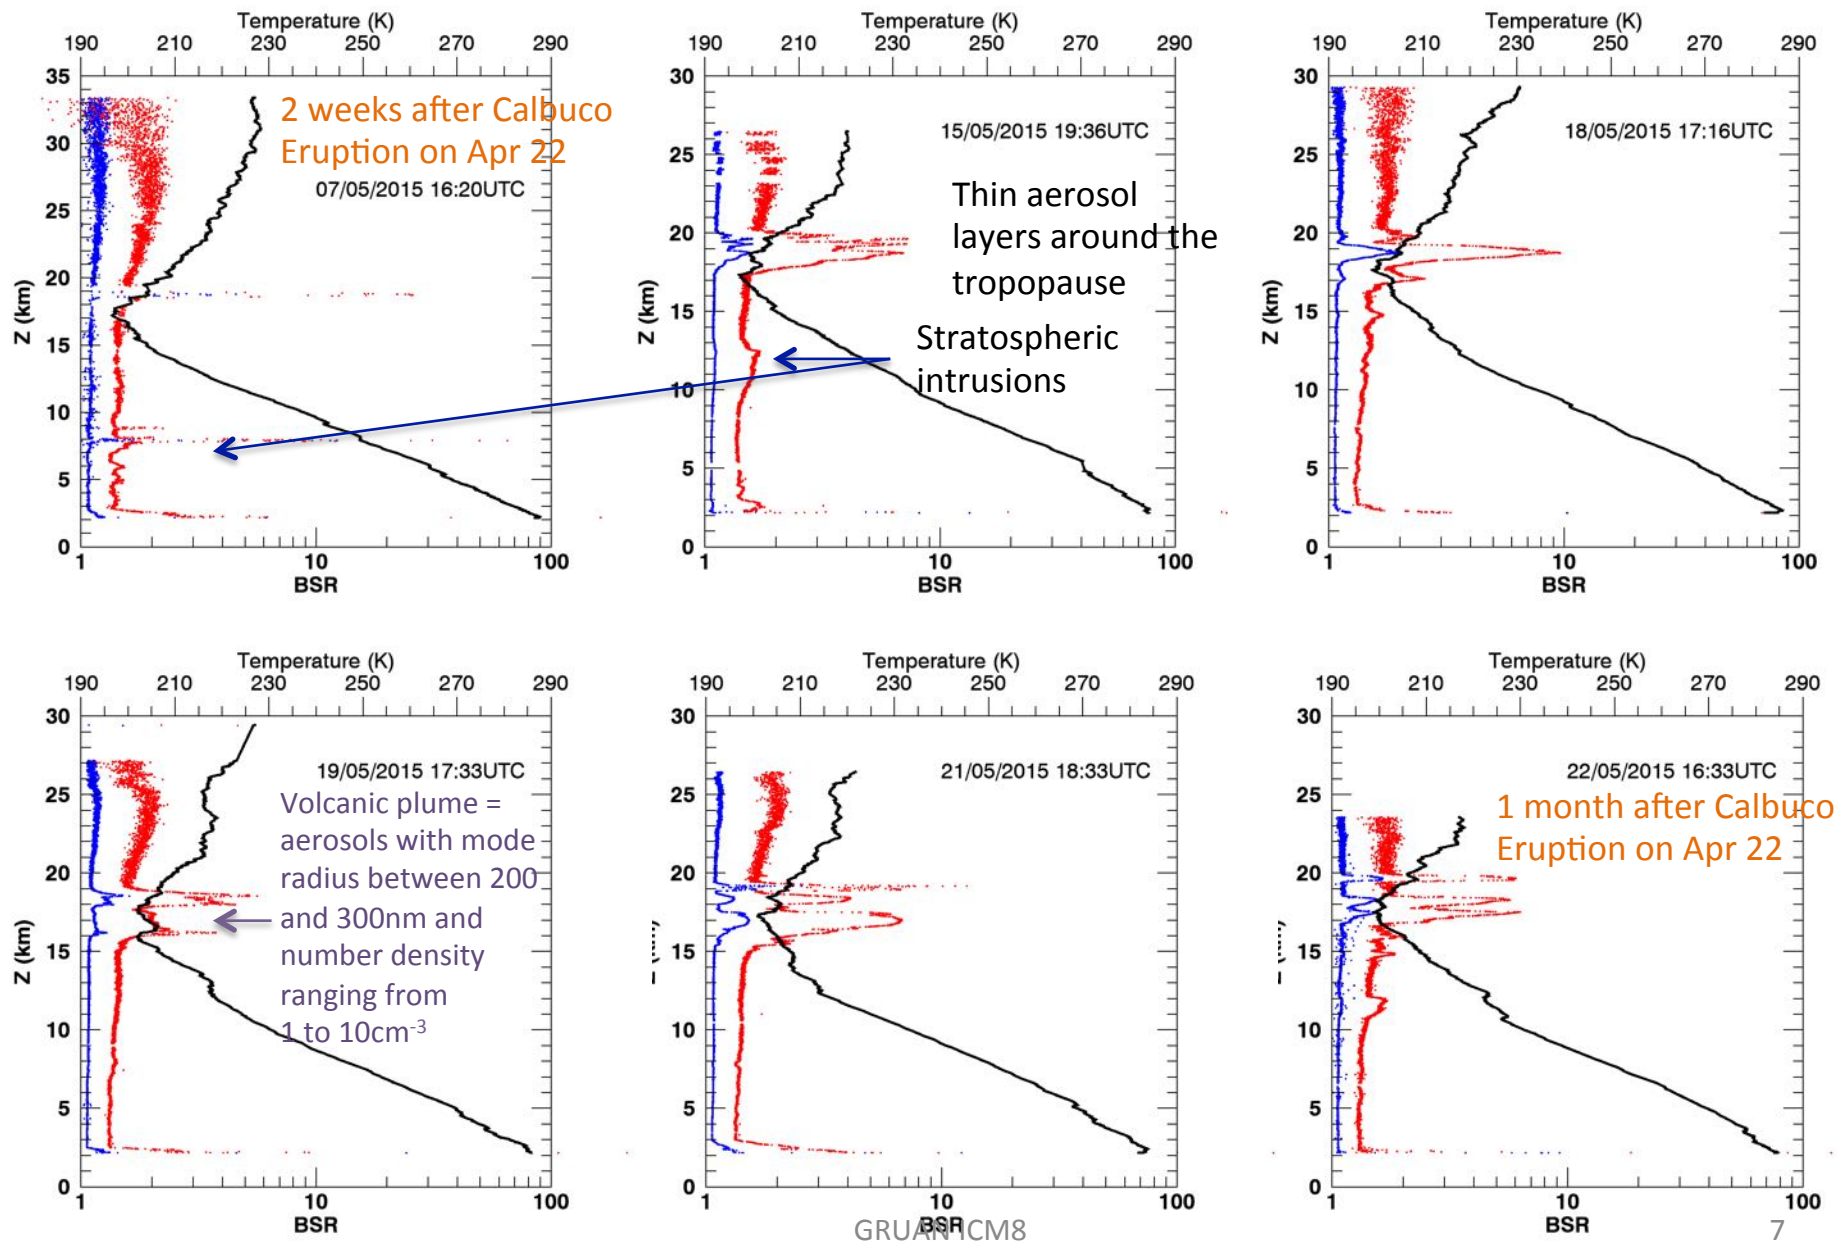 Temperature (K)
190 210 230 250 270 290
35
30
25
20
15
10
5
0
Z (km)
1 10 100
BSR
2 weeks after Calbuco
Eruption on Apr 22
07/05/2015 16:20UTC
Temperature (K)
190 210 230 250 270 290
30
25
20
15
10
5
0
Z (km)
1 10 100
BSR
15/05/2015 19:36UTC
Thin aerosol
layers around the
tropopause
Stratospheric
intrusions
Temperature (K)
190 210 230 250 270 290
30
25
20
15
10
5
0
Z (km)
1 10 100
BSR
18/05/2015 17:16UTC
Temperature (K)
190 210 230 250 270 290
30
25
20
15
10
5
0
Z (km)
1 10 100
BSR
19/05/2015 17:33UTC
Volcanic plume =
aerosols with mode
radius between 200
and 300nm and
number density
ranging from
1 to 10cm⁻³
Temperature (K)
190 210 230 250 270 290
30
25
20
15
10
5
0
1 10 100
BSR
21/05/2015 18:33UTC
Temperature (K)
190 210 230 250 270 290
30
25
20
15
10
5
0
1 10 100
BSR
22/05/2015 16:33UTC
1 month after Calbuco
Eruption on Apr 22
GRUAN ICM8
7